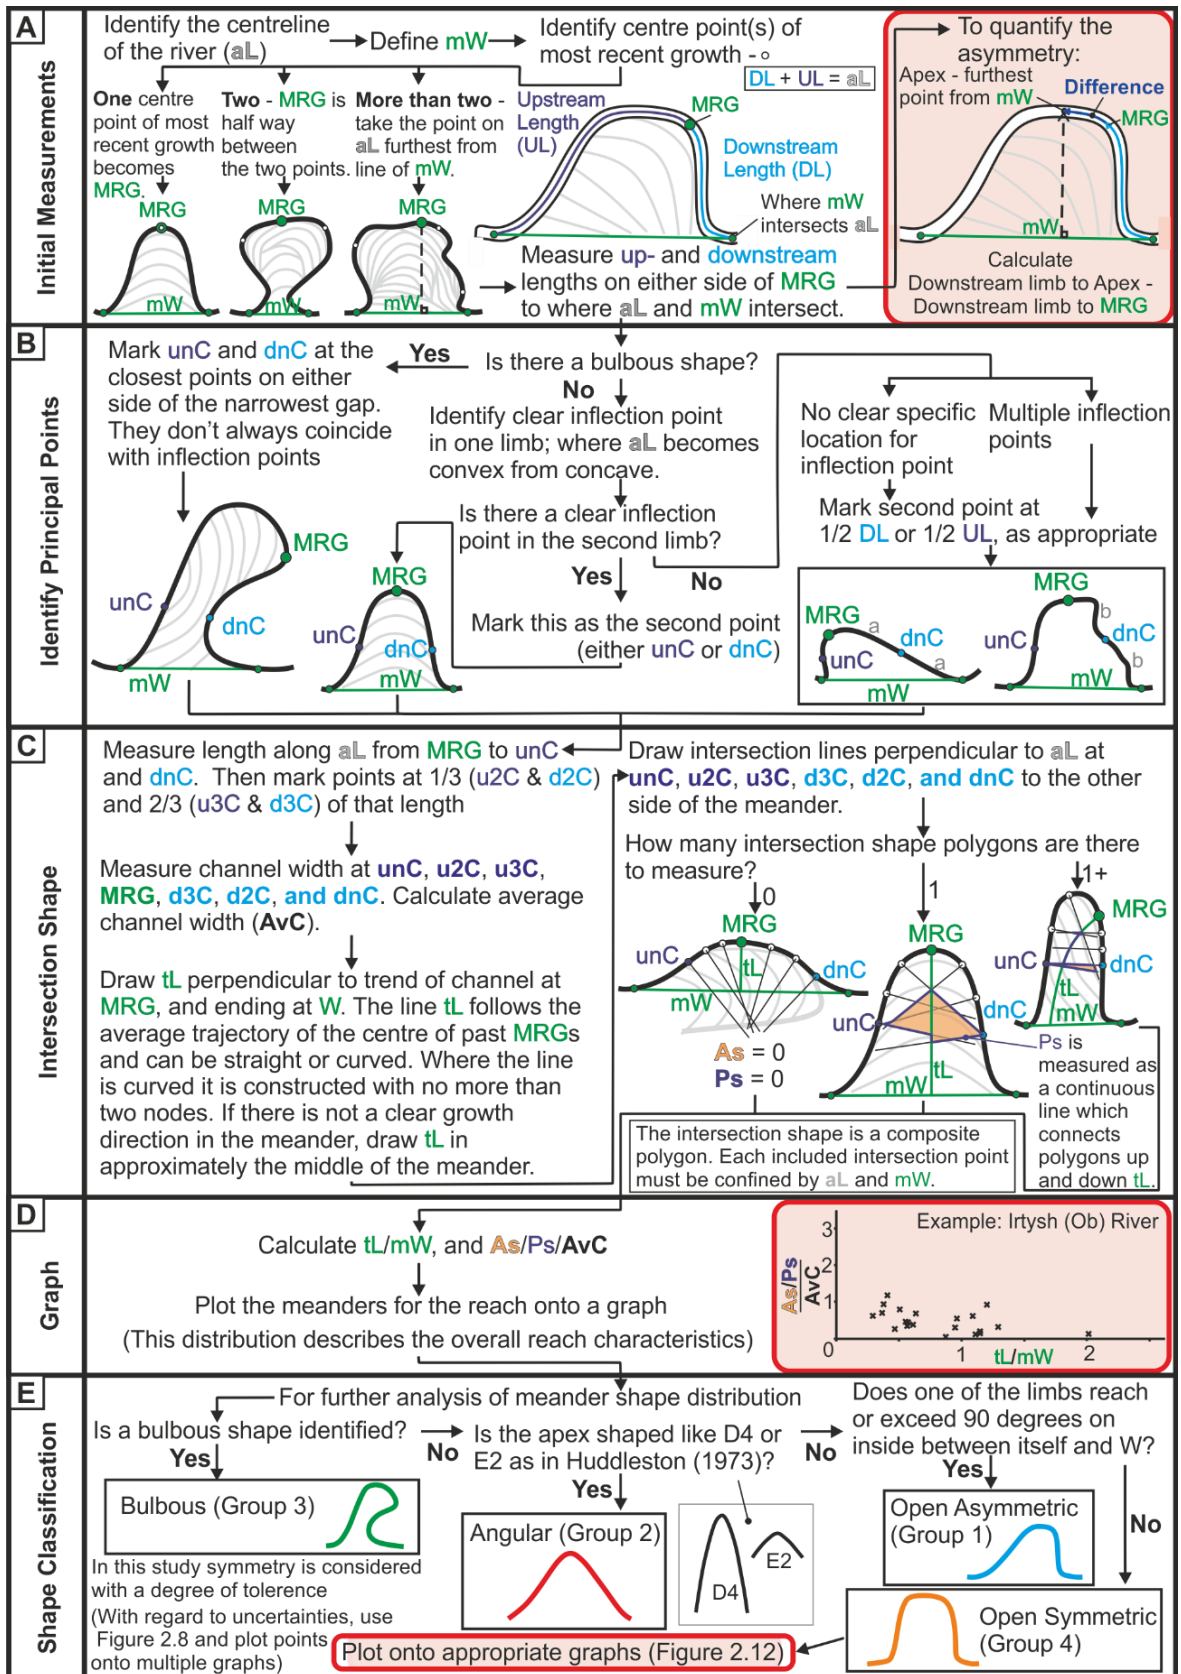 A
Initial Measurements
Identify the centreline
of the river (aL)
Define mW
Identify centre point(s) of
most recent growth -
DL + UL = aL
One centre
point of most
recent growth
becomes
MRG.
Two - MRG is
half way
between
the two points.
More than two -
take the point on
aL furthest from
line of mW.
MRG
mW
MRG
mW
MRG
mW
Upstream
Length
(UL)
MRG
Downstream
Length (DL)
Where mW
intersects aL
Measure up- and downstream
lengths on either side of MRG
to where aL and mW intersect.
To quantify the
asymmetry:
Apex - furthest
point from mW
Difference
MRG
mW
Calculate
Downstream limb to Apex -
Downstream limb to MRG
B
Identify Principal Points
Mark unC and dnC at the
closest points on either
side of the narrowest gap.
They don't always coincide
with inflection points
Yes
Is there a bulbous shape?
No
Identify clear inflection point
in one limb; where aL becomes
convex from concave.
Is there a clear inflection
point in the second limb?
Yes
No
Mark this as the second point
(either unC or dnC)
No clear specific
location for
inflection point
Multiple inflection
points
Mark second point at
1/2 DL or 1/2 UL, as appropriate
MRG
unC
dnC
mW
MRG
unC
dnC
mW
MRG
a
unC
dnC
a
mW
MRG
b
unC
dnC
b
mW
C
Intersection Shape
Measure length along aL from MRG to unC
and dnC. Then mark points at 1/3 (u2C & d2C)
and 2/3 (u3C & d3C) of that length
Measure channel width at unC, u2C, u3C,
MRG, d3C, d2C, and dnC. Calculate average
channel width (AvC).
Draw tL perpendicular to trend of channel at
MRG, and ending at W. The line tL follows the
average trajectory of the centre of past MRGs
and can be straight or curved. Where the line
is curved it is constructed with no more than
two nodes. If there is not a clear growth
direction in the meander, draw tL in
approximately the middle of the meander.
Draw intersection lines perpendicular to aL at
unC, u2C, u3C, d3C, d2C, and dnC to the other
side of the meander.
How many intersection shape polygons are there
to measure?
0
1
1+
MRG
unC
tL
dnC
mW
As = 0
Ps = 0
MRG
unC
dnC
mW
tL
MRG
unC
dnC
tL
mW
Ps is
measured as
a continuous
line which
connects
polygons up
and down tL.
The intersection shape is a composite
polygon. Each included intersection point
must be confined by aL and mW.
D
Graph
Calculate tL/mW, and As/Ps/AvC
Plot the meanders for the reach onto a graph
(This distribution describes the overall reach characteristics)
Example: Irtysh (Ob) River
3
2
1
0
1
2
As/Ps
AvC
tL/mW
E
Shape Classification
For further analysis of meander shape distribution
Is a bulbous shape identified?
Yes
No
Is the apex shaped like D4 or
E2 as in Huddleston (1973)?
Yes
No
Does one of the limbs reach
or exceed 90 degrees on
inside between itself and W?
Yes
No
Bulbous (Group 3)
Angular (Group 2)
D4
E2
Open Asymmetric
(Group 1)
Open Symmetric
(Group 4)
In this study symmetry is considered
with a degree of tolerence
(With regard to uncertainties, use
Figure 2.8 and plot points
onto multiple graphs)
Plot onto appropriate graphs (Figure 2.12)